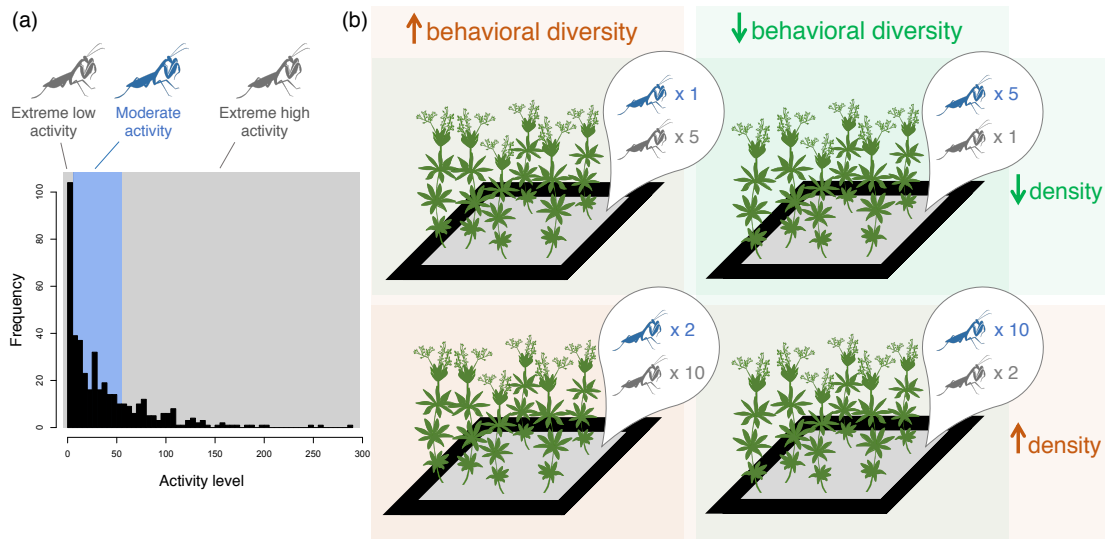 (a)
Extreme low
activity
Moderate
activity
Extreme high
activity
Frequency
0
20
40
60
80
100
0
50
100
150
200
250
300
Activity level
(b)
↑ behavioral diversity
↓ behavioral diversity
x 1
x 5
x 5
x 1
↓ density
x 2
x 10
x 10
x 2
↑ density